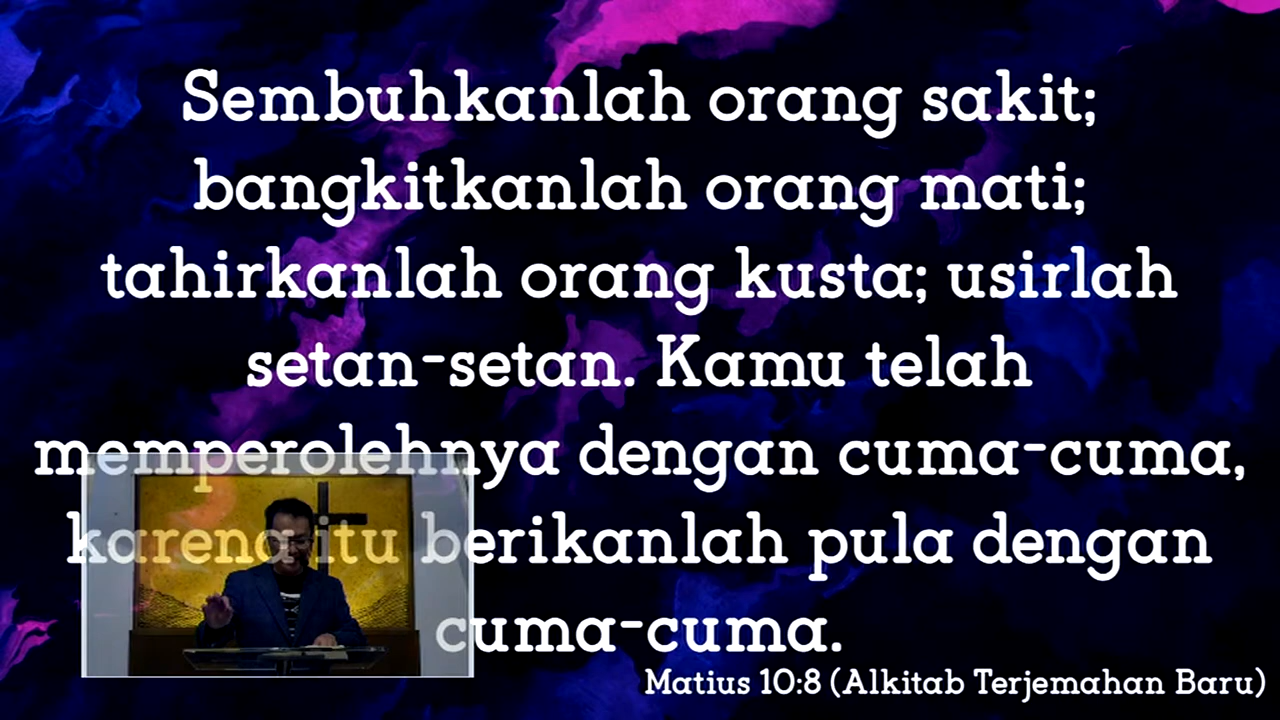 Sembuhkanlah orang sakit;
bangkitkanlah orang mati;
tahirkanlah orang kusta; usirlah
setan-setan. Kamu telah
memperolehnya dengan cuma-cuma,
karena itu berikanlah pula dengan
cuma-cuma.
Matius 10:8 (Alkitab Terjemahan Baru)